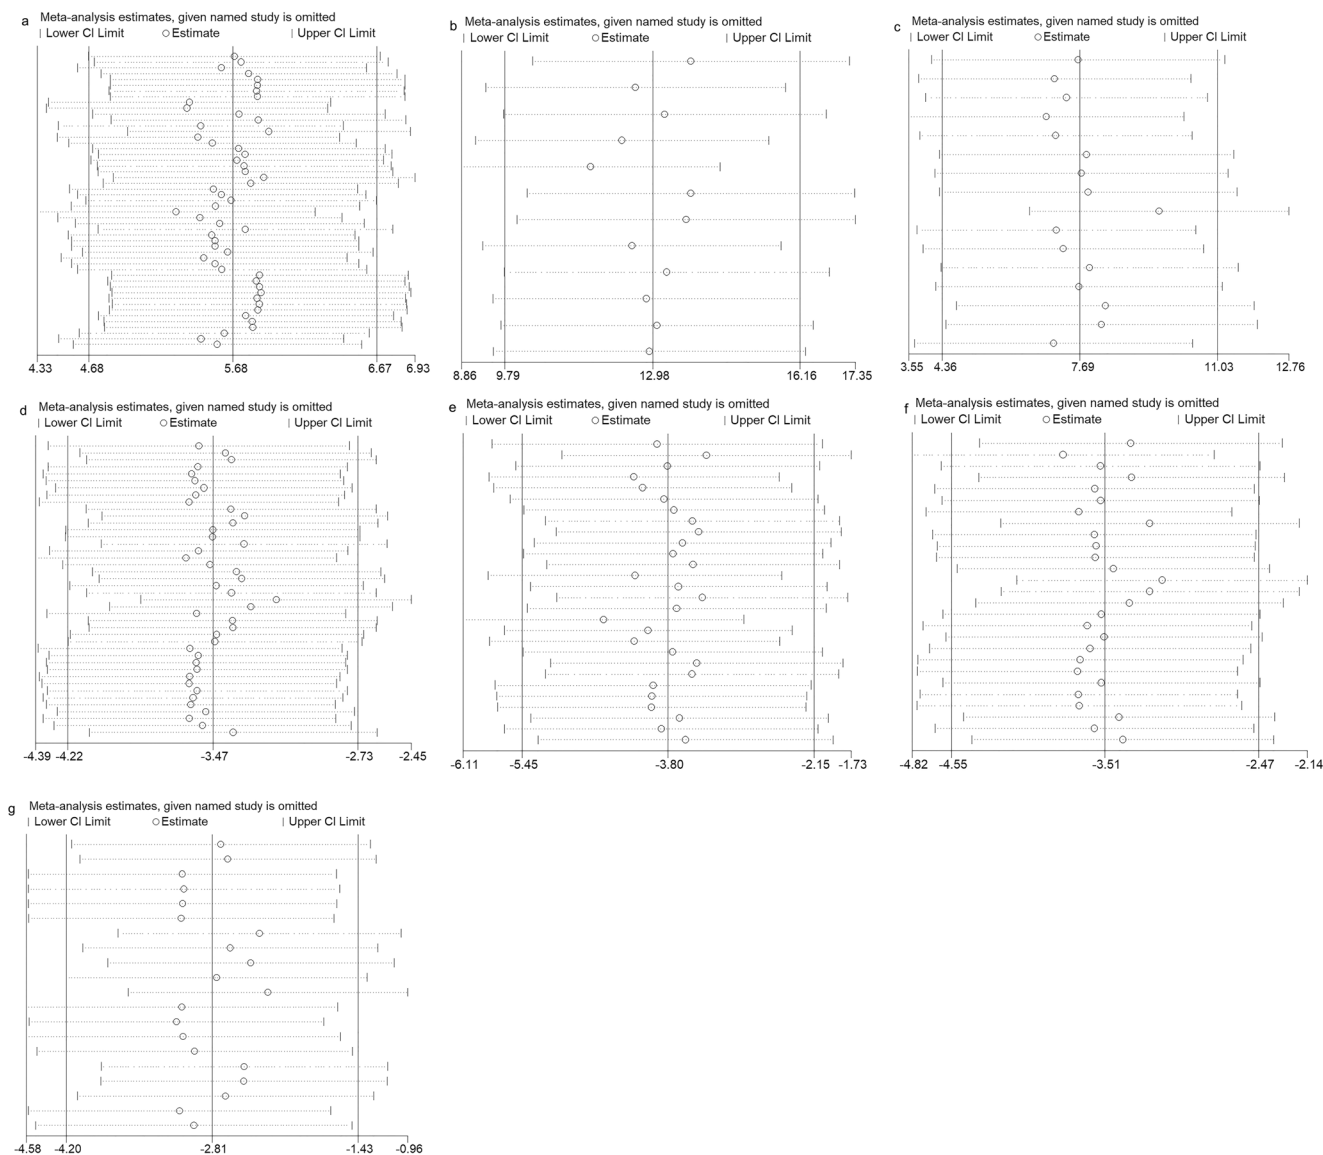 a Meta-analysis estimates, given named study is omitted
| Lower CI Limit ○ Estimate | Upper CI Limit
4.33 4.68 5.68 6.67 6.93
b Meta-analysis estimates, given named study is omitted
| Lower CI Limit ○ Estimate | Upper CI Limit
8.86 9.79 12.98 16.16 17.35
c Meta-analysis estimates, given named study is omitted
| Lower CI Limit ○ Estimate | Upper CI Limit
3.55 4.36 7.69 11.03 12.76
d Meta-analysis estimates, given named study is omitted
| Lower CI Limit ○ Estimate | Upper CI Limit
-4.39 -4.22 -3.47 -2.73 -2.45
e Meta-analysis estimates, given named study is omitted
| Lower CI Limit ○ Estimate | Upper CI Limit
-6.11 -5.45 -3.80 -2.15 -1.73
f Meta-analysis estimates, given named study is omitted
| Lower CI Limit ○ Estimate | Upper CI Limit
-4.82 -4.55 -3.51 -2.47 -2.14
g Meta-analysis estimates, given named study is omitted
| Lower CI Limit ○ Estimate | Upper CI Limit
-4.58 -4.20 -2.81 -1.43 -0.96